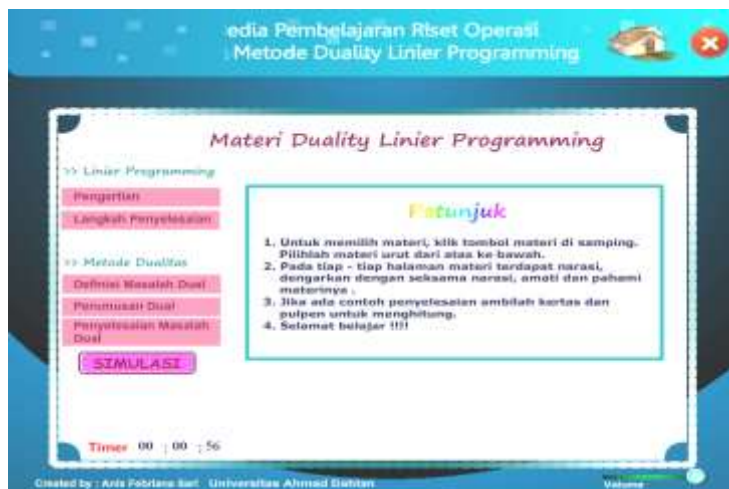 edia Pembelajaran Riset Operasi
Metode Duality Linier Programming
Materi Duality Linier Programming
>> Linier Programming
Pengertian
Langkah Penyelesaian
>> Metode Dualitas
Definisi Masalah Dual
Perumusan Dual
Penyelesaian Masalah
Dual
SIMULASI
Petunjuk
1. Untuk memilih materi, klik tombol materi di samping.
Pilihlah materi urut dari atas ke bawah.
2. Pada tiap - tiap halaman materi terdapat narasi,
dengarkan dengan seksama narasi, amati dan pahami
materinya .
3. Jika ada contoh penyelesaian ambilah kertas dan
pulpen untuk menghitung.
4. Selamat belajar !!!!
Timer 00 : 00 : 56
Created by : Anis Febriana Sari Universitas Ahmad Dahlan
Volume